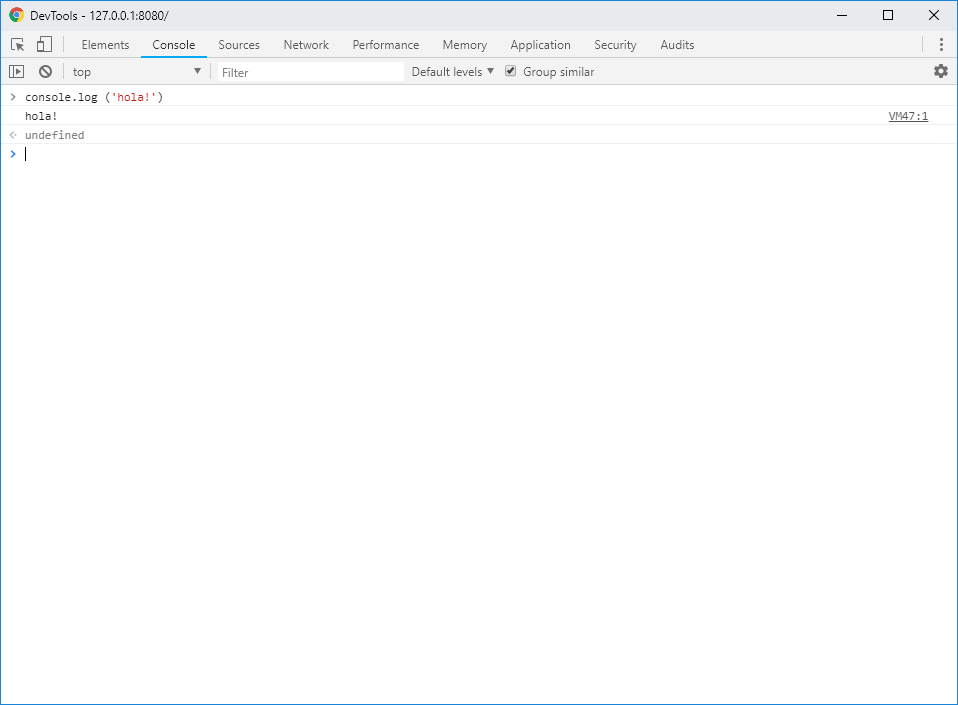 DevTools - 127.0.0.1:8080/
Elements Console Sources Network Performance Memory Application Security Audits
top Filter Default levels Group similar
console.log ('hola!')
hola! VM47:1
undefined